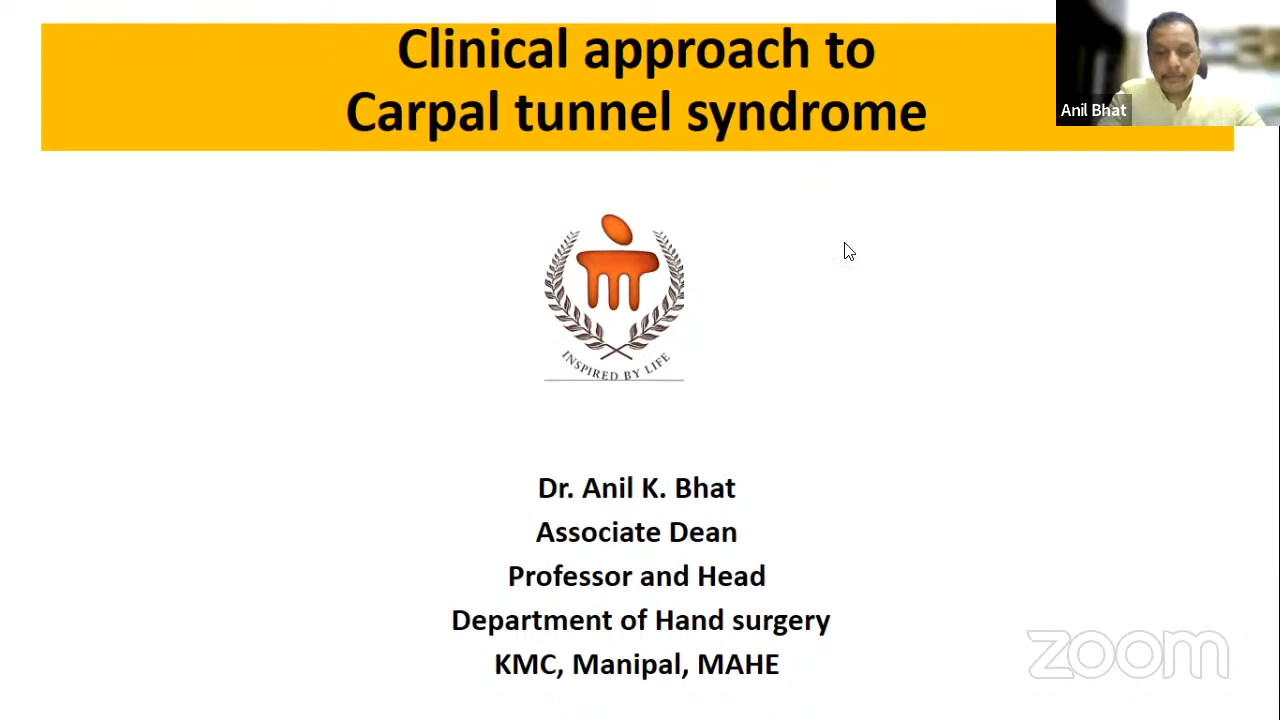 Clinical approach to
Carpal tunnel syndrome
Anil Bhat
INSPIRED BY LIFE
Dr. Anil K. Bhat
Associate Dean
Professor and Head
Department of Hand surgery
KMC, Manipal, MAHE
zoom